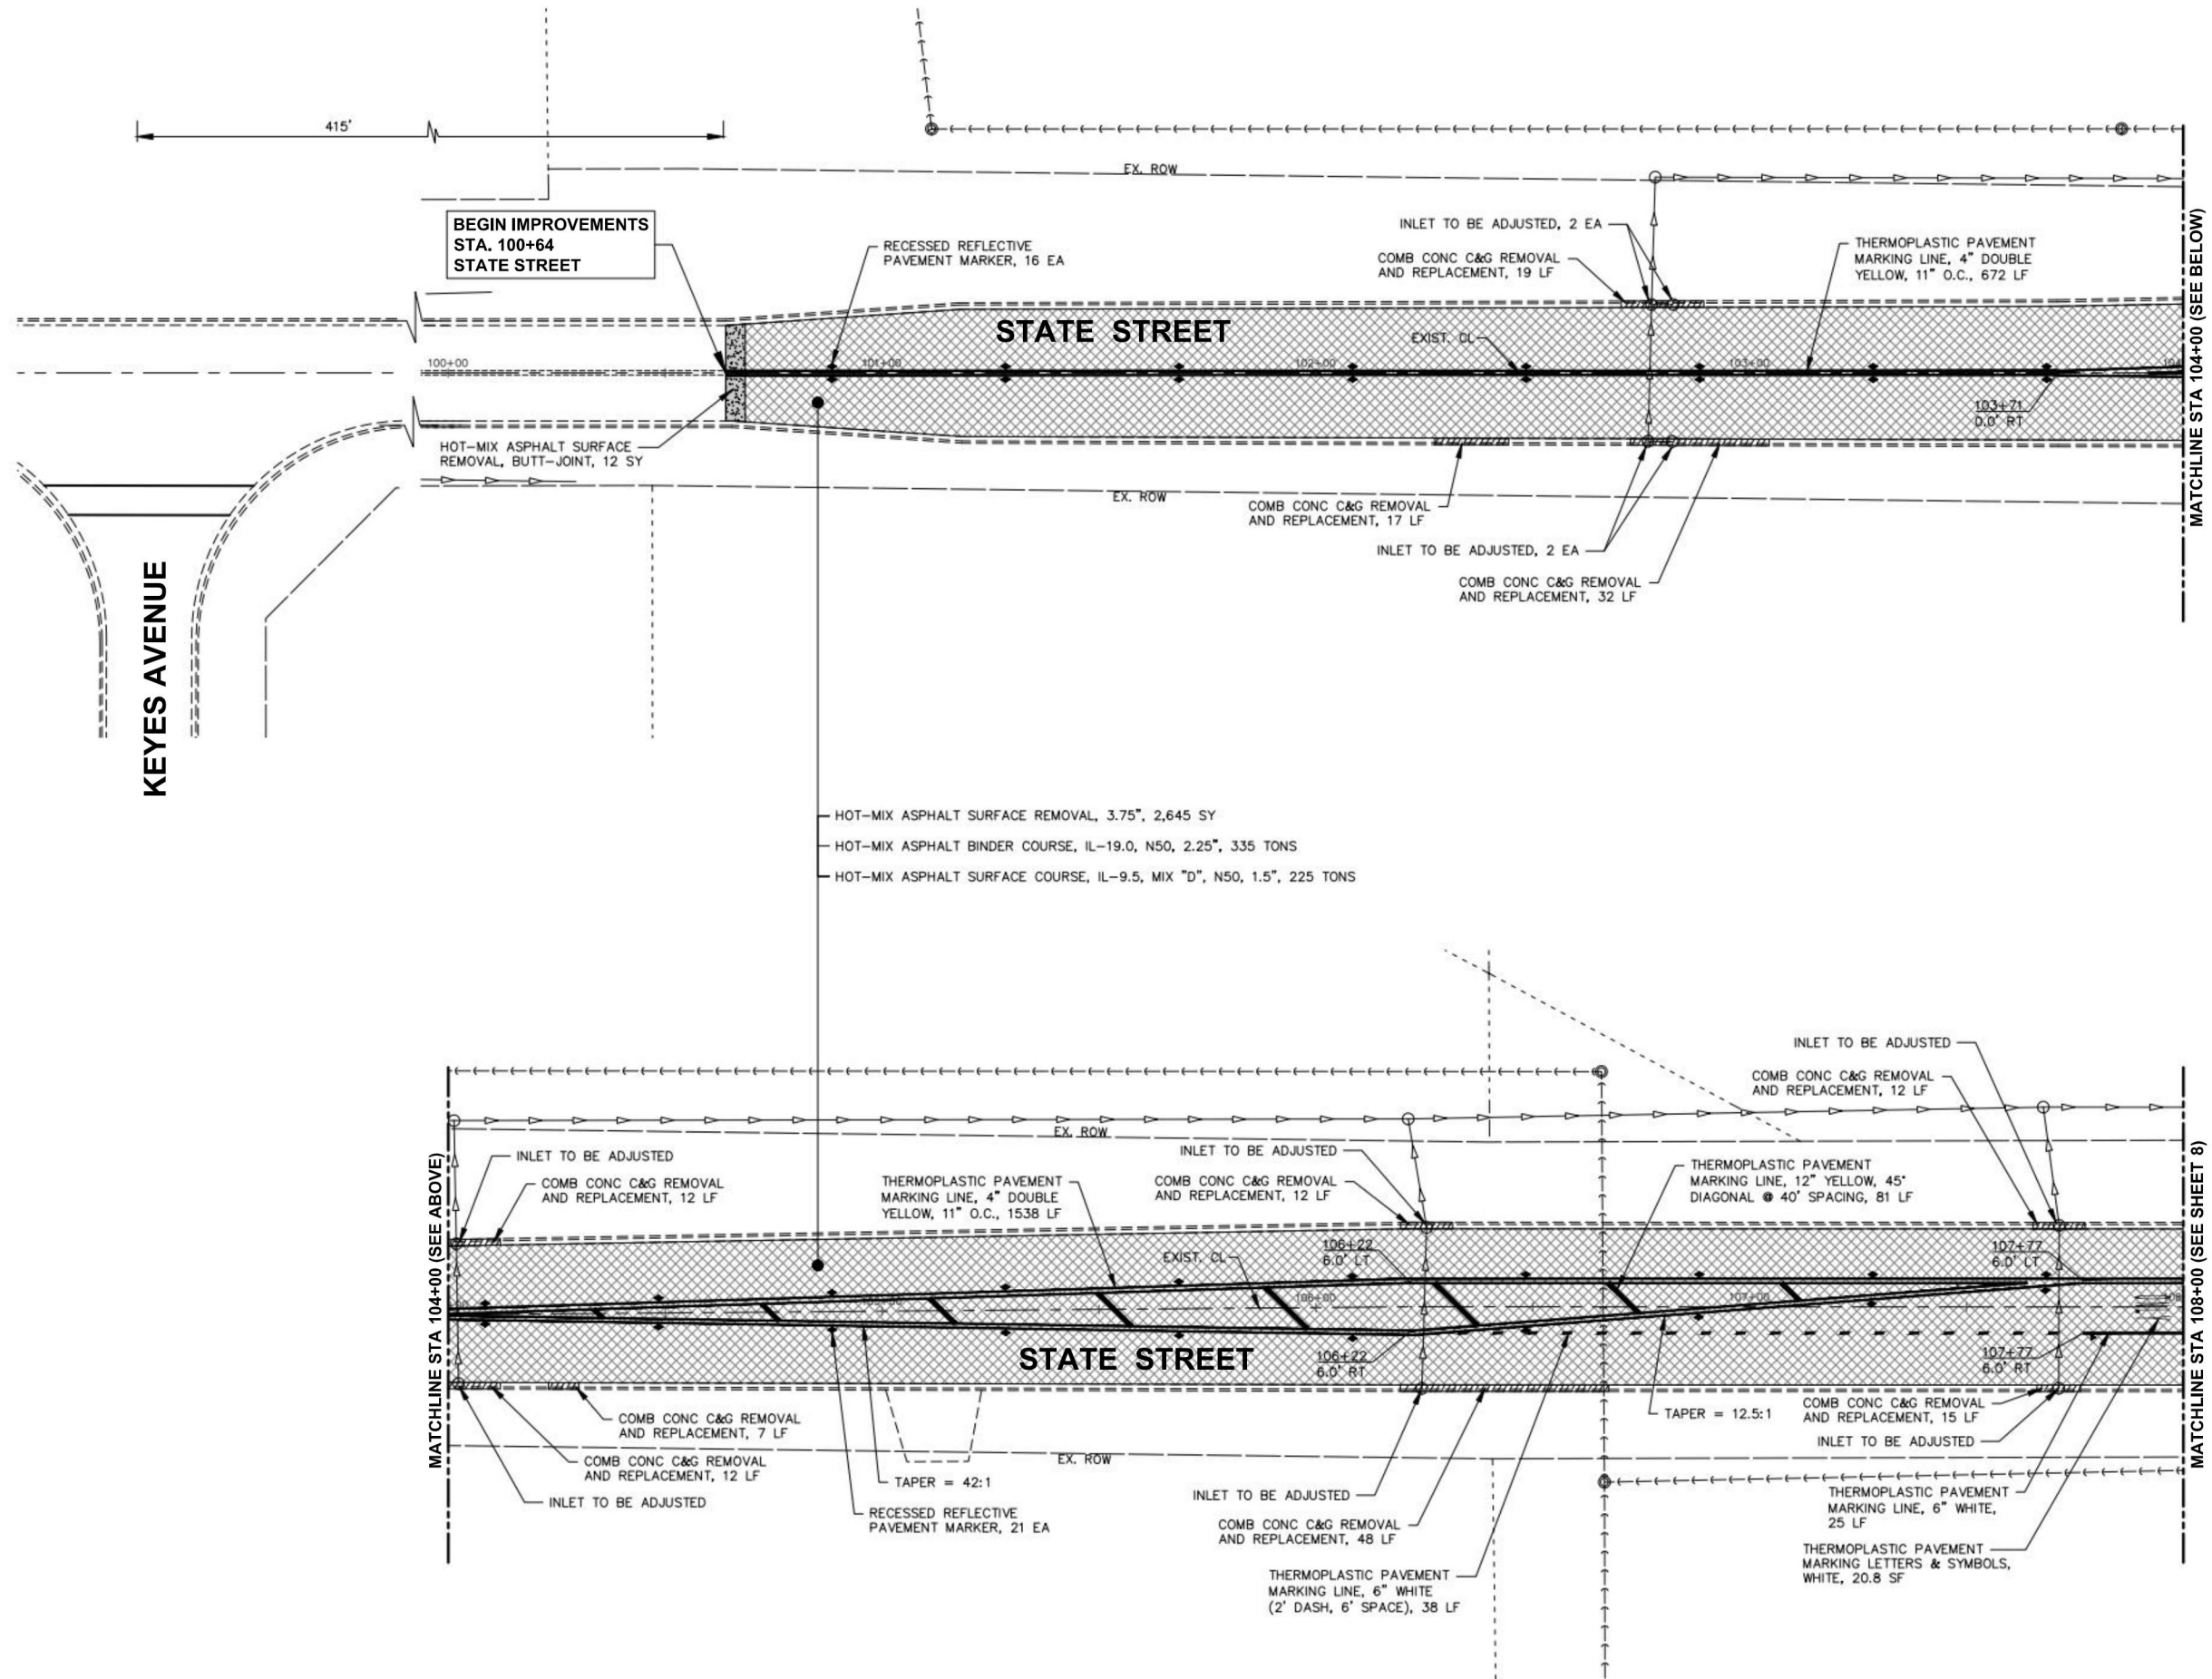 415'
EX. ROW
BEGIN IMPROVEMENTS
STA. 100+64
STATE STREET
RECESSED REFLECTIVE
PAVEMENT MARKER, 16 EA
INLET TO BE ADJUSTED, 2 EA
COMB CONC C&G REMOVAL
AND REPLACEMENT, 19 LF
THERMOPLASTIC PAVEMENT
MARKING LINE, 4" DOUBLE
YELLOW, 11" O.C., 672 LF
MATCHLINE STA 104+00 (SEE BELOW)
STATE STREET
EXIST. CL
100+00
101+00
102+00
103+00
104
103+71
0.0' RT
HOT-MIX ASPHALT SURFACE
REMOVAL, BUTT-JOINT, 12 SY
EX. ROW
COMB CONC C&G REMOVAL
AND REPLACEMENT, 17 LF
INLET TO BE ADJUSTED, 2 EA
COMB CONC C&G REMOVAL
AND REPLACEMENT, 32 LF
KEYES AVENUE
HOT-MIX ASPHALT SURFACE REMOVAL, 3.75", 2,645 SY
HOT-MIX ASPHALT BINDER COURSE, IL-19.0, N50, 2.25", 335 TONS
HOT-MIX ASPHALT SURFACE COURSE, IL-9.5, MIX "D", N50, 1.5", 225 TONS
INLET TO BE ADJUSTED
COMB CONC C&G REMOVAL
AND REPLACEMENT, 12 LF
EX. ROW
MATCHLINE STA 104+00 (SEE ABOVE)
INLET TO BE ADJUSTED
COMB CONC C&G REMOVAL
AND REPLACEMENT, 12 LF
THERMOPLASTIC PAVEMENT
MARKING LINE, 4" DOUBLE
YELLOW, 11" O.C., 1538 LF
INLET TO BE ADJUSTED
COMB CONC C&G REMOVAL
AND REPLACEMENT, 12 LF
THERMOPLASTIC PAVEMENT
MARKING LINE, 12" YELLOW, 45°
DIAGONAL @ 40' SPACING, 81 LF
MATCHLINE STA 108+00 (SEE SHEET 8)
EXIST. CL
106+22
6.0' LT
107+77
6.0' LT
105+00
106+00
107+00
108
STATE STREET
106+22
6.0' RT
107+77
6.0' RT
COMB CONC C&G REMOVAL
AND REPLACEMENT, 7 LF
COMB CONC C&G REMOVAL
AND REPLACEMENT, 12 LF
INLET TO BE ADJUSTED
TAPER = 42:1
RECESSED REFLECTIVE
PAVEMENT MARKER, 21 EA
EX. ROW
TAPER = 12.5:1
COMB CONC C&G REMOVAL
AND REPLACEMENT, 15 LF
INLET TO BE ADJUSTED
INLET TO BE ADJUSTED
COMB CONC C&G REMOVAL
AND REPLACEMENT, 48 LF
THERMOPLASTIC PAVEMENT
MARKING LINE, 6" WHITE
(2' DASH, 6' SPACE), 38 LF
THERMOPLASTIC PAVEMENT
MARKING LINE, 6" WHITE,
25 LF
THERMOPLASTIC PAVEMENT
MARKING LETTERS & SYMBOLS,
WHITE, 20.8 SF